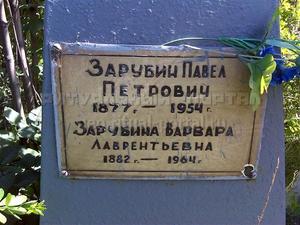 ЗАРУБИН ПАВЕЛ
ПЕТРОВИЧ
1877 — 1954 г.
ЗАРУБИНА ВАРВАРА
ЛАВРЕНТЬЕВНА
1882 г. — 1964 г.